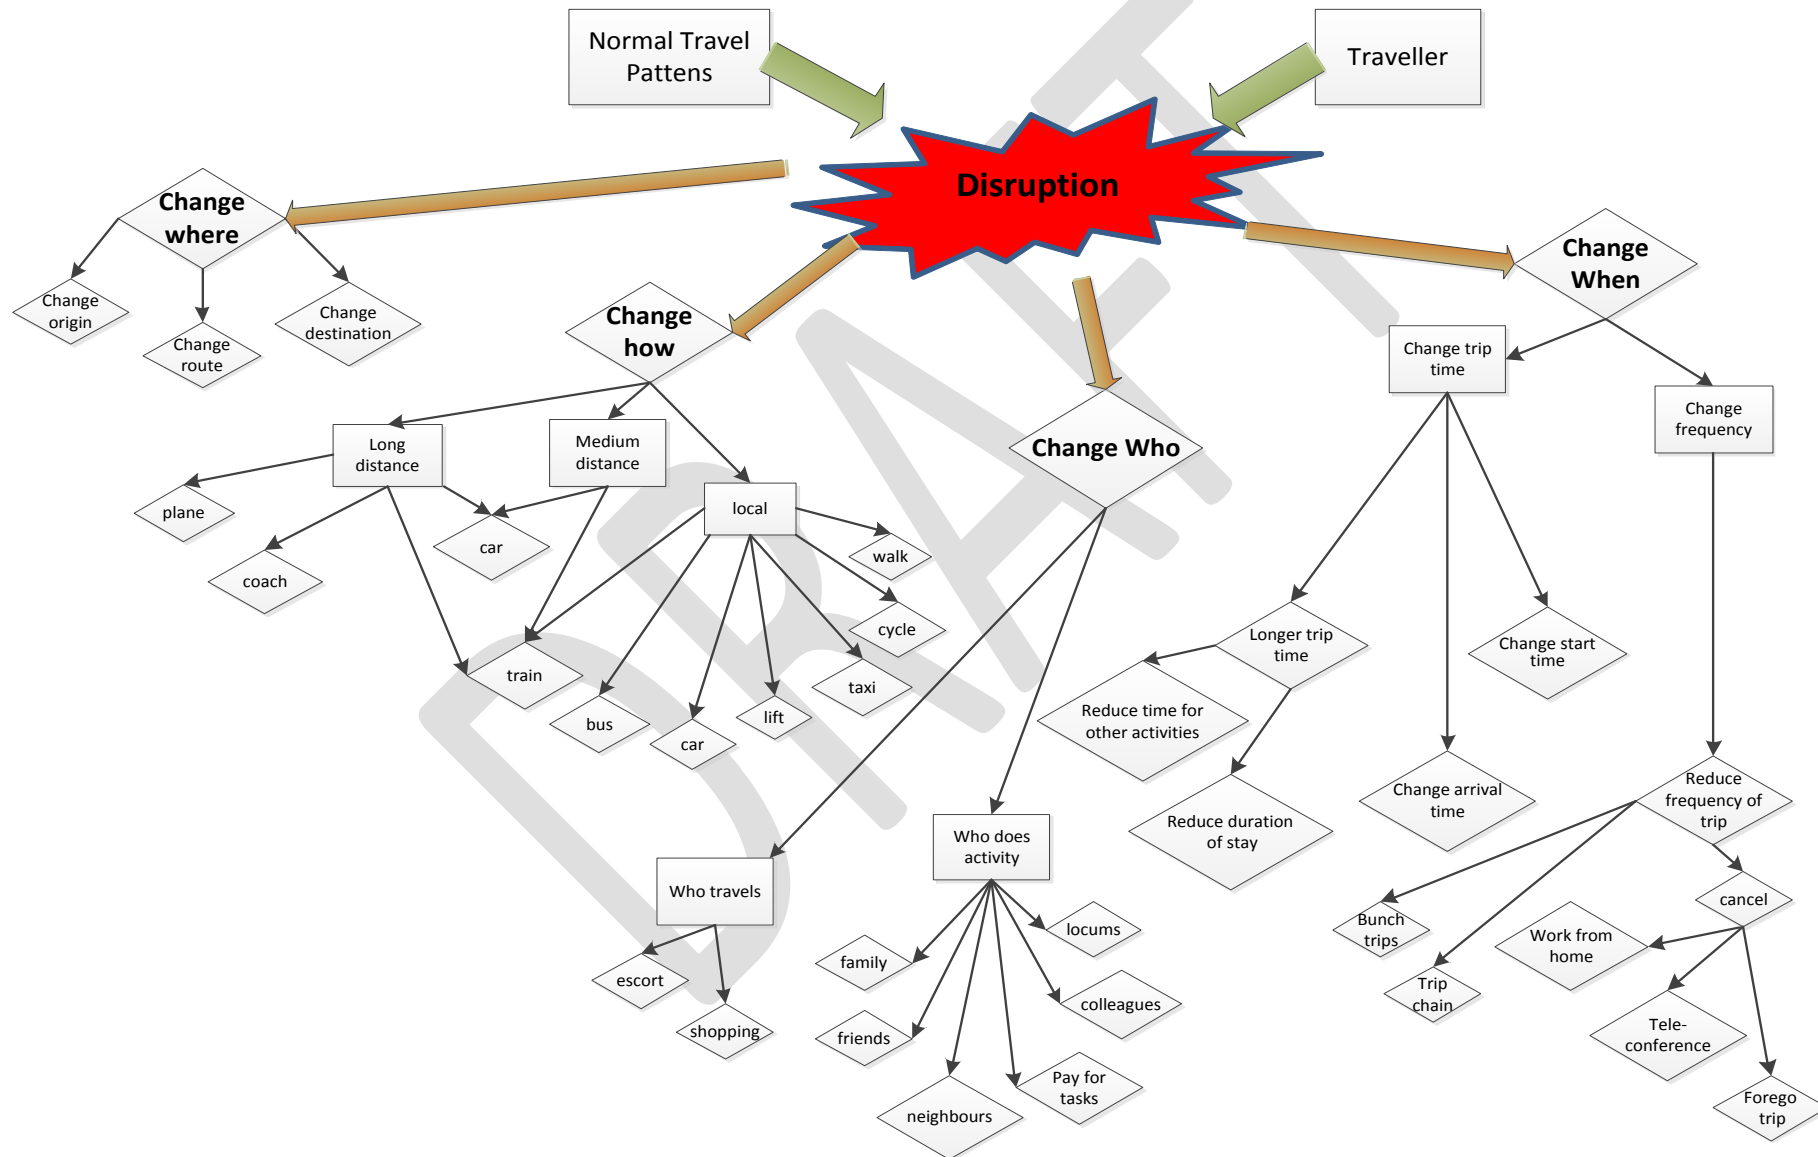 Normal Travel
Pattens
Traveller
Disruption
Change
where
Change
origin
Change
route
Change
destination
Change
how
Change Who
Change
When
Change trip
time
Change
frequency
Long
distance
Medium
distance
local
plane
coach
car
train
bus
car
lift
taxi
cycle
walk
Longer trip
time
Change start
time
Reduce time for
other activities
Reduce duration
of stay
Change arrival
time
Reduce
frequency of
trip
Who travels
Who does
activity
escort
shopping
family
friends
neighbours
Pay for
tasks
colleagues
locums
Bunch
trips
Trip
chain
cancel
Work from
home
Tele-
conference
Forego
trip
DRAFT